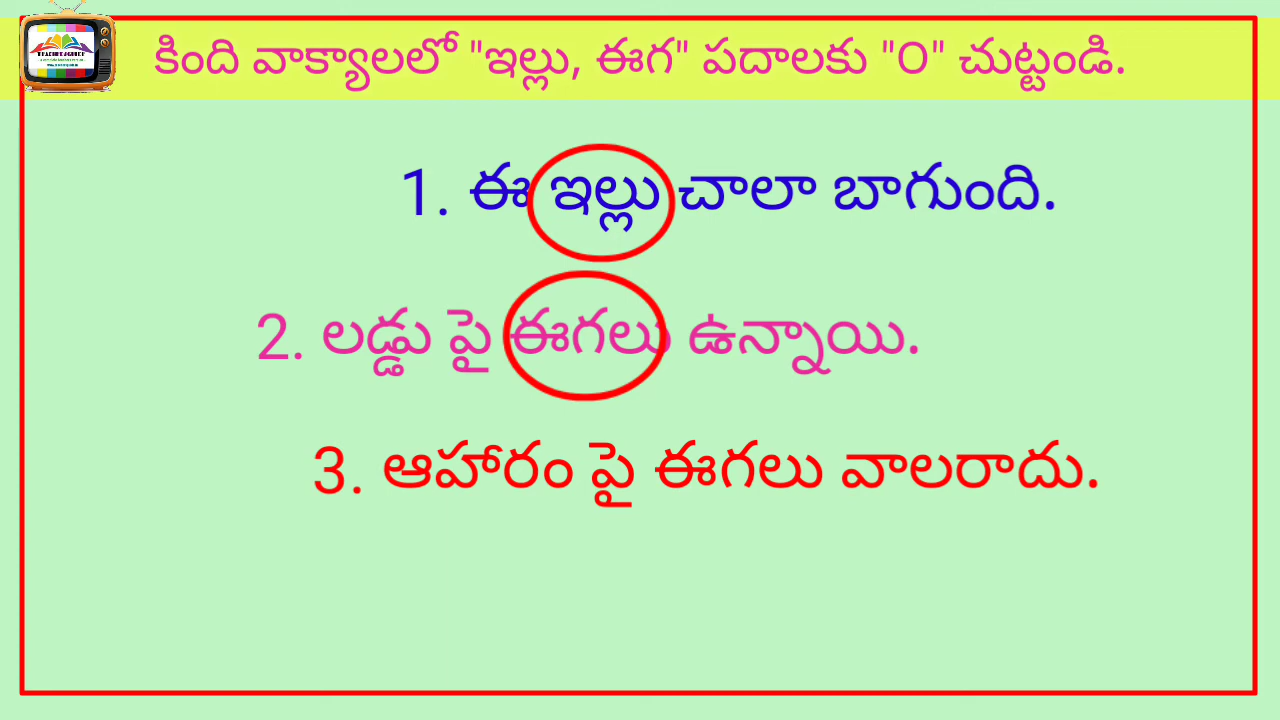 కింది వాక్యాలలో "ఇల్లు, ఈగ" పదాలకు "O" చుట్టండి.
1. ఈ ఇల్లు చాలా బాగుంది.
2. లడ్డు పై ఈగలు ఉన్నాయి.
3. ఆహారం పై ఈగలు వాలరాదు.